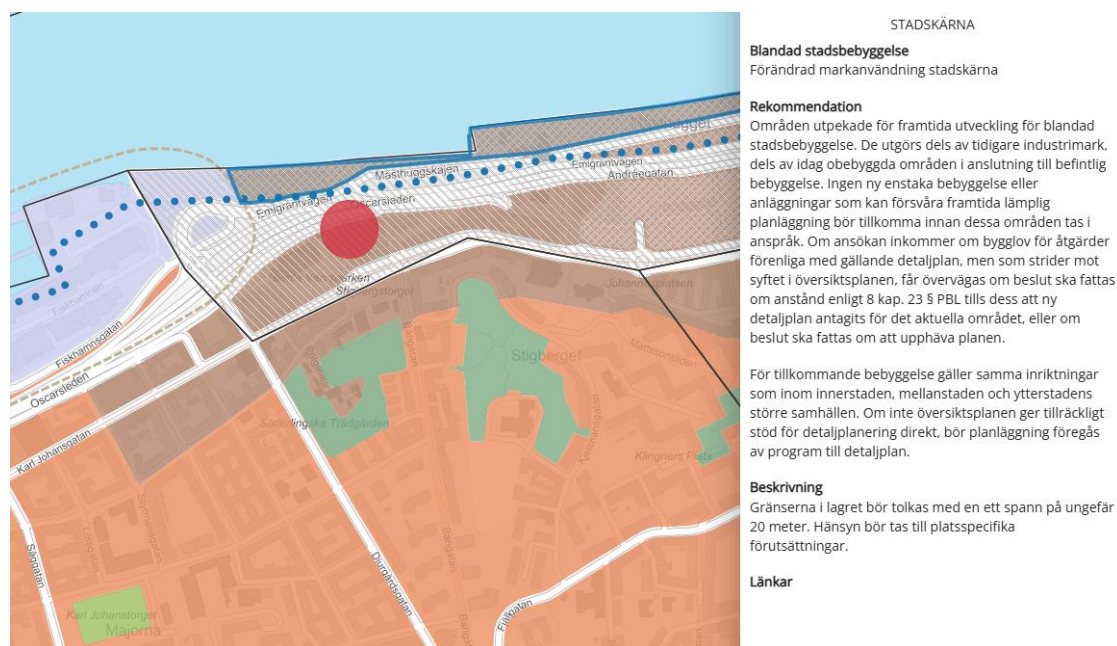 STADSKÄRNA
Blandad stadsbebyggelse
Förändrad markanvändning stadskärna
Rekommendation
Områden utpekade för framtida utveckling för blandad
stadsbebyggelse. De utgörs dels av tidigare industrimark,
dels av idag obebyggda områden i anslutning till befintlig
bebyggelse. Ingen ny enstaka bebyggelse eller
anläggningar som kan försvåra framtida lämplig
planläggning bör tillkomma innan dessa områden tas i
anspråk. Om ansökan inkommer om bygglov för åtgärder
förenliga med gällande detaljplan, men som strider mot
syftet i översiktsplanen, får övervägas om beslut ska fattas
om anstånd enligt 8 kap. 23 § PBL tills dess att ny
detaljplan antagits för det aktuella området, eller om
beslut ska fattas om att upphäva planen.
För tillkommande bebyggelse gäller samma inriktningar
som inom innerstaden, mellanstaden och ytterstadens
större samhällen. Om inte översiktsplanen ger tillräckligt
stöd för detaljplanering direkt, bör planläggning föregås
av program till detaljplan.
Beskrivning
Gränserna i lagret bör tolkas med en ett spann på ungefär
20 meter. Hänsyn bör tas till platsspecifika
förutsättningar.
Länkar
Masthuggskajen
Emigrantvägen
Emigrantvägen
Andréegatan
Oscarsleden
Stigbergstorget
Johannesplatsen
Fiskhamnsgatan
Oscarsleden
Bangatan
Stigberget
Mattssonsliden
Söderlingska Trädgården
Karl Johansgatan
Klingners Plats
Såggatan
Djurgårdsgatan
Bangatan
Fjällgatan
Karl Johanstorget
Majorna
Bangatan